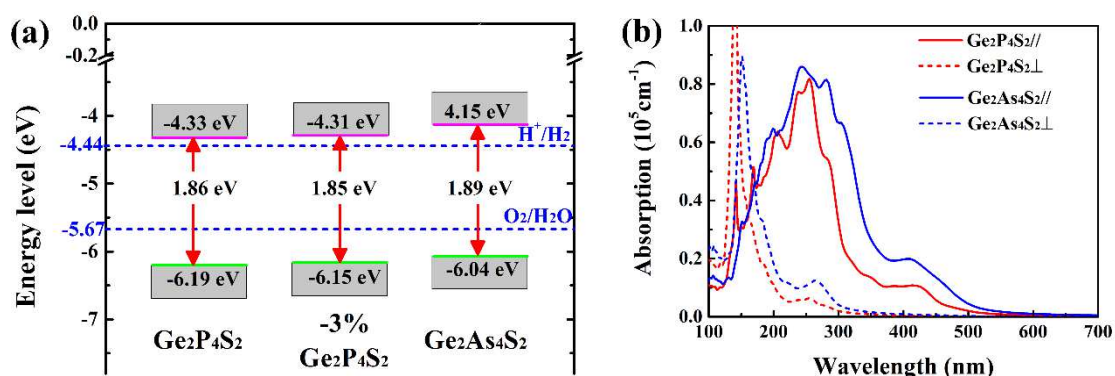 (a)
Energy level (eV)
0.0
-0.2
-4
-4.44
-5
-5.67
-6
-7
-4.33 eV
-4.31 eV
4.15 eV
H+/H2
1.86 eV
1.85 eV
1.89 eV
O2/H2O
-6.19 eV
-6.15 eV
-6.04 eV
Ge2P4S2
-3%
Ge2P4S2
Ge2As4S2
(b)
Absorption (10^5 cm^-1)
1.0
0.8
0.6
0.4
0.2
0.0
Ge2P4S2//
Ge2P4S2⊥
Ge2As4S2//
Ge2As4S2⊥
100 200 300 400 500 600 700
Wavelength (nm)